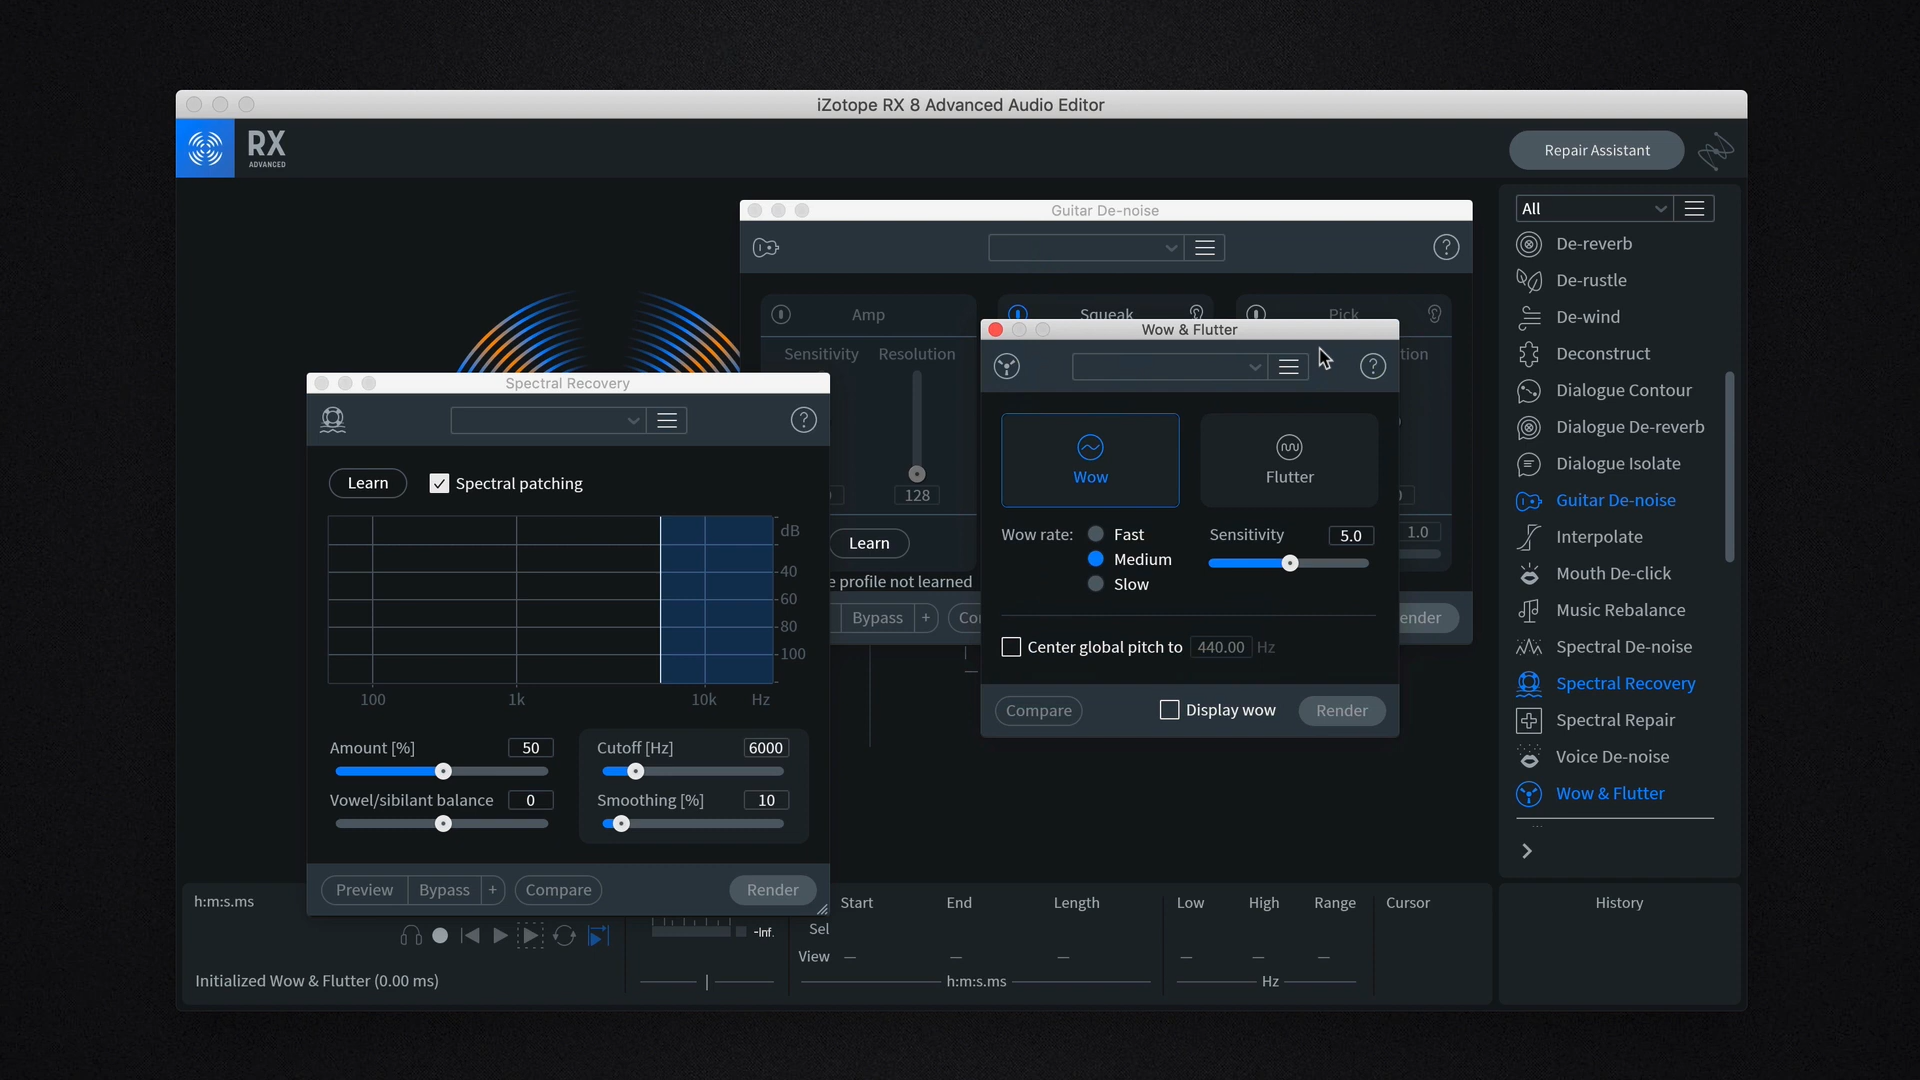 iZotope RX 8 Advanced Audio Editor
RX
ADVANCED
Repair Assistant
Guitar De-noise
Amp
Squeak
Pick
Sensitivity
Resolution
tion
128
1.0
Learn
e profile not learned
Bypass
+
Co
ender
Wow & Flutter
Wow
Flutter
Wow rate:
Fast
Medium
Slow
Sensitivity
5.0
Center global pitch to 440.00 Hz
Compare
Display wow
Render
Spectral Recovery
Learn
Spectral patching
dB
-40
-60
-80
-100
100
1k
10k
Hz
Amount [%]
50
Cutoff [Hz]
6000
Vowel/sibilant balance
0
Smoothing [%]
10
Preview
Bypass
+
Compare
Render
All
De-reverb
De-rustle
De-wind
Deconstruct
Dialogue Contour
Dialogue De-reverb
Dialogue Isolate
Guitar De-noise
Interpolate
Mouth De-click
Music Rebalance
Spectral De-noise
Spectral Recovery
Spectral Repair
Voice De-noise
Wow & Flutter
h:m:s.ms
-Inf.
Initialized Wow & Flutter (0.00 ms)
Start
End
Length
Low
High
Range
Cursor
Sel
View
h:m:s.ms
Hz
History